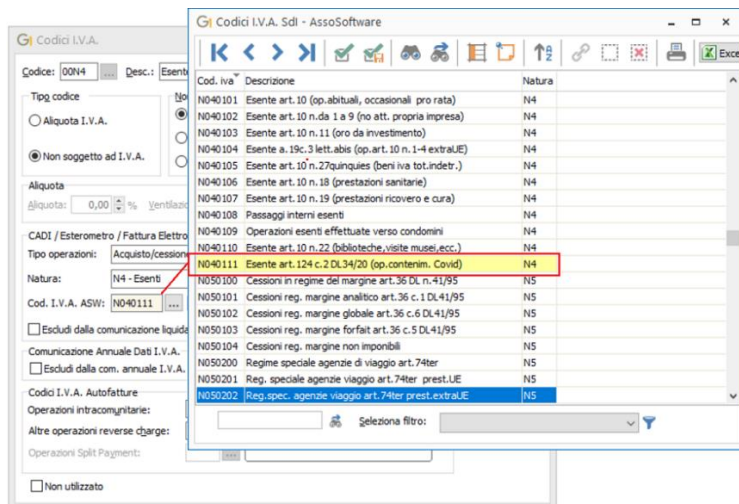 Codici I.V.A. SdI - AssoSoftware
Excel
Cod. iva Descrizione Natura
N040101 Esente art.10 (op.abituali, occasionali pro rata) N4
N040102 Esente art.10 n.da 1 a 9 (no att. propria impresa) N4
N040103 Esente art.10 n.11 (oro da investimento) N4
N040104 Esente a.19c.3 lett.abis (op.art.10 n.1-4 extraUE) N4
N040105 Esente art.10 n.27quinquies (beni iva tot.indetr.) N4
N040106 Esente art.10 n.18 (prestazioni sanitarie) N4
N040107 Esente art.10 n.19 (prestazioni ricovero e cura) N4
N040108 Passaggi interni esenti N4
N040109 Operazioni esenti effettuate verso condomini N4
N040110 Esente art.10 n.22 (biblioteche,visite musei,ecc.) N4
N040111 Esente art.124 c.2 DL34/20 (op.contenim. Covid) N4
N050100 Cessioni in regime del margine art.36 DL n.41/95 N5
N050101 Cessioni reg. margine analitico art.36 c.1 DL41/95 N5
N050102 Cessioni reg. margine globale art.36 c.6 DL41/95 N5
N050103 Cessioni reg. margine forfait art.36 c.5 DL41/95 N5
N050104 Cessioni reg. margine non imponibili N5
N050200 Regime speciale agenzie di viaggio art.74ter N5
N050201 Reg. speciale agenzie viaggio art.74ter prest.UE N5
N050202 Reg.spec. agenzie viaggio art.74ter prest.extraUE N5
Seleziona filtro:
Codici I.V.A.
Codice: 00N4 ... Desc.: Esente
Tipo codice
Aliquota I.V.A.
Non soggetto ad I.V.A.
Aliquota
Aliquota: 0,00 %
CADI / Esterometro / Fattura Elettro
Tipo operazioni: Acquisto/cessione
Natura: N4 - Esenti
Cod. I.V.A. ASW: N040111 ...
Escludi dalla comunicazione liquida
Comunicazione Annuale Dati I.V.A.
Escludi dalla com. annuale I.V.A.
Codici I.V.A. Autofatture
Operazioni intracomunitarie:
Altre operazioni reverse charge:
Operazioni Split Payment: ...
Non utilizzato